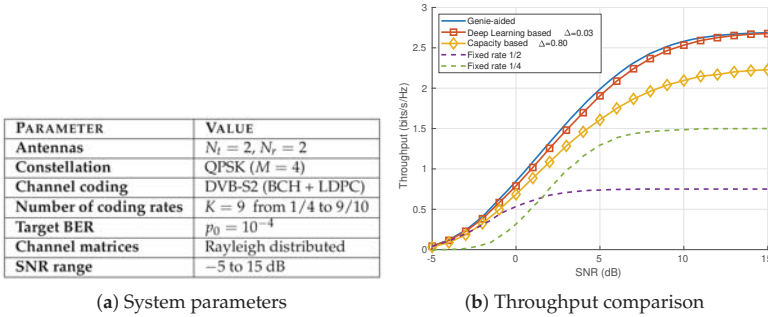 PARAMETER VALUE
Antennas Nt = 2, Nr = 2
Constellation QPSK (M = 4)
Channel coding DVB-S2 (BCH + LDPC)
Number of coding rates K = 9 from 1/4 to 9/10
Target BER p0 = 10−4
Channel matrices Rayleigh distributed
SNR range −5 to 15 dB
(a) System parameters
Genie-aided
Deep Learning based Δ=0.03
Capacity based Δ=0.80
Fixed rate 1/2
Fixed rate 1/4
Throughput (bits/s/Hz)
3
2.5
2
1.5
1
0.5
0
-5 0 5 10 15
SNR (dB)
(b) Throughput comparison